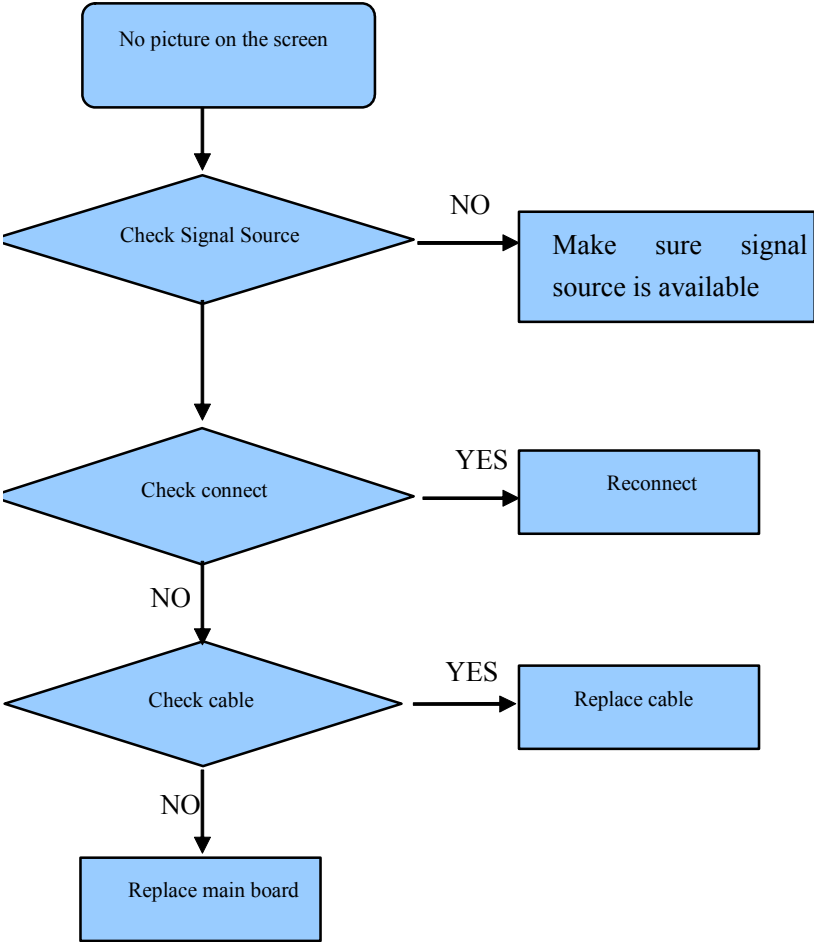 No picture on the screen
Check Signal Source
NO
Make sure signal
source is available
Check connect
YES
Reconnect
NO
Check cable
YES
Replace cable
NO
Replace main board